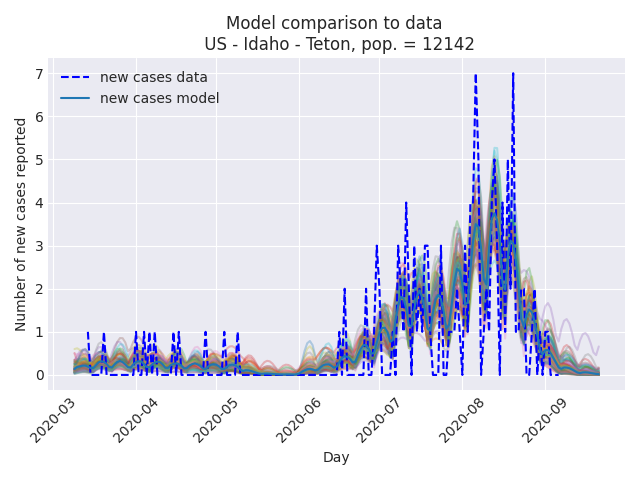 Model comparison to data
US - Idaho - Teton, pop. = 12142
new cases data
new cases model
Number of new cases reported
7
6
5
4
3
2
1
0
2020-03
2020-04
2020-05
2020-06
2020-07
2020-08
2020-09
Day